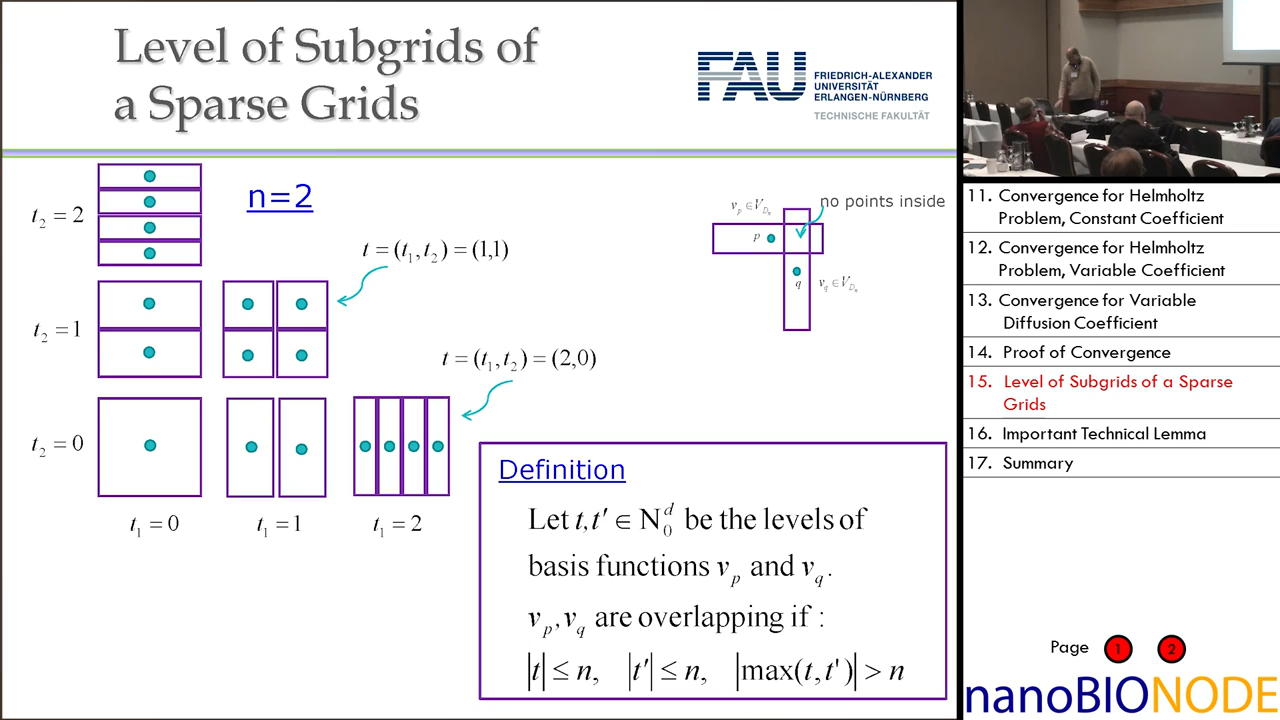 Level of Subgrids of
a Sparse Grids
FAU
FRIEDRICH-ALEXANDER
UNIVERSITÄT
ERLANGEN-NÜRNBERG
TECHNISCHE FAKULTÄT
n=2
t₂ = 2
t = (t₁, t₂) = (1,1)
t₂ = 1
t = (t₁, t₂) = (2,0)
t₂ = 0
t₁ = 0
t₁ = 1
t₁ = 2
no points inside
v_p ∈ V_{D_n}
p
q
v_q ∈ V_{D_n}
Definition
Let t, t' ∈ N₀^d be the levels of
basis functions v_p and v_q.
v_p, v_q are overlapping if :
|t| ≤ n, |t'| ≤ n, |max(t, t')| > n
11. Convergence for Helmholtz
Problem, Constant Coefficient
12. Convergence for Helmholtz
Problem, Variable Coefficient
13. Convergence for Variable
Diffusion Coefficient
14. Proof of Convergence
15. Level of Subgrids of a Sparse
Grids
16. Important Technical Lemma
17. Summary
Page 1 2
nanoBIONODE